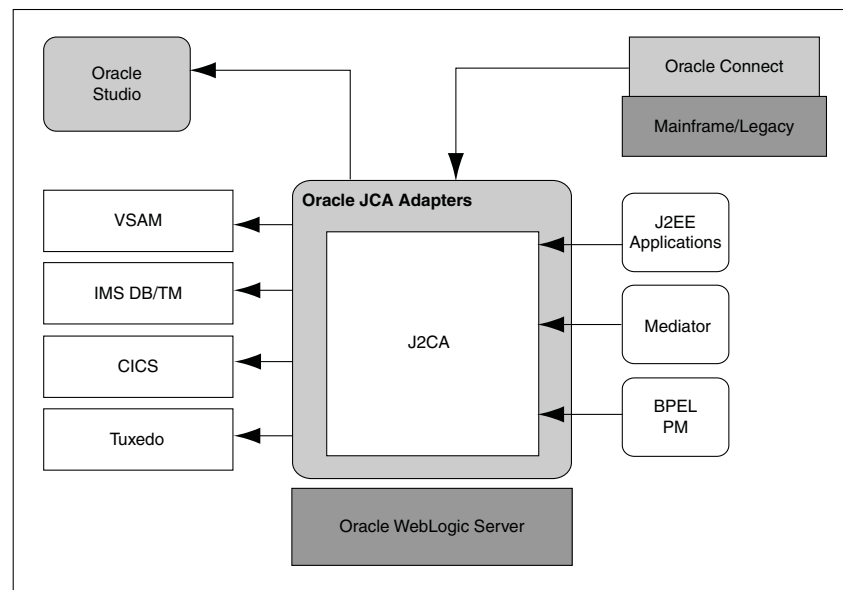 Oracle
Studio
Oracle Connect
Mainframe/Legacy
Oracle JCA Adapters
VSAM
IMS DB/TM
CICS
Tuxedo
J2CA
J2EE
Applications
Mediator
BPEL
PM
Oracle WebLogic Server